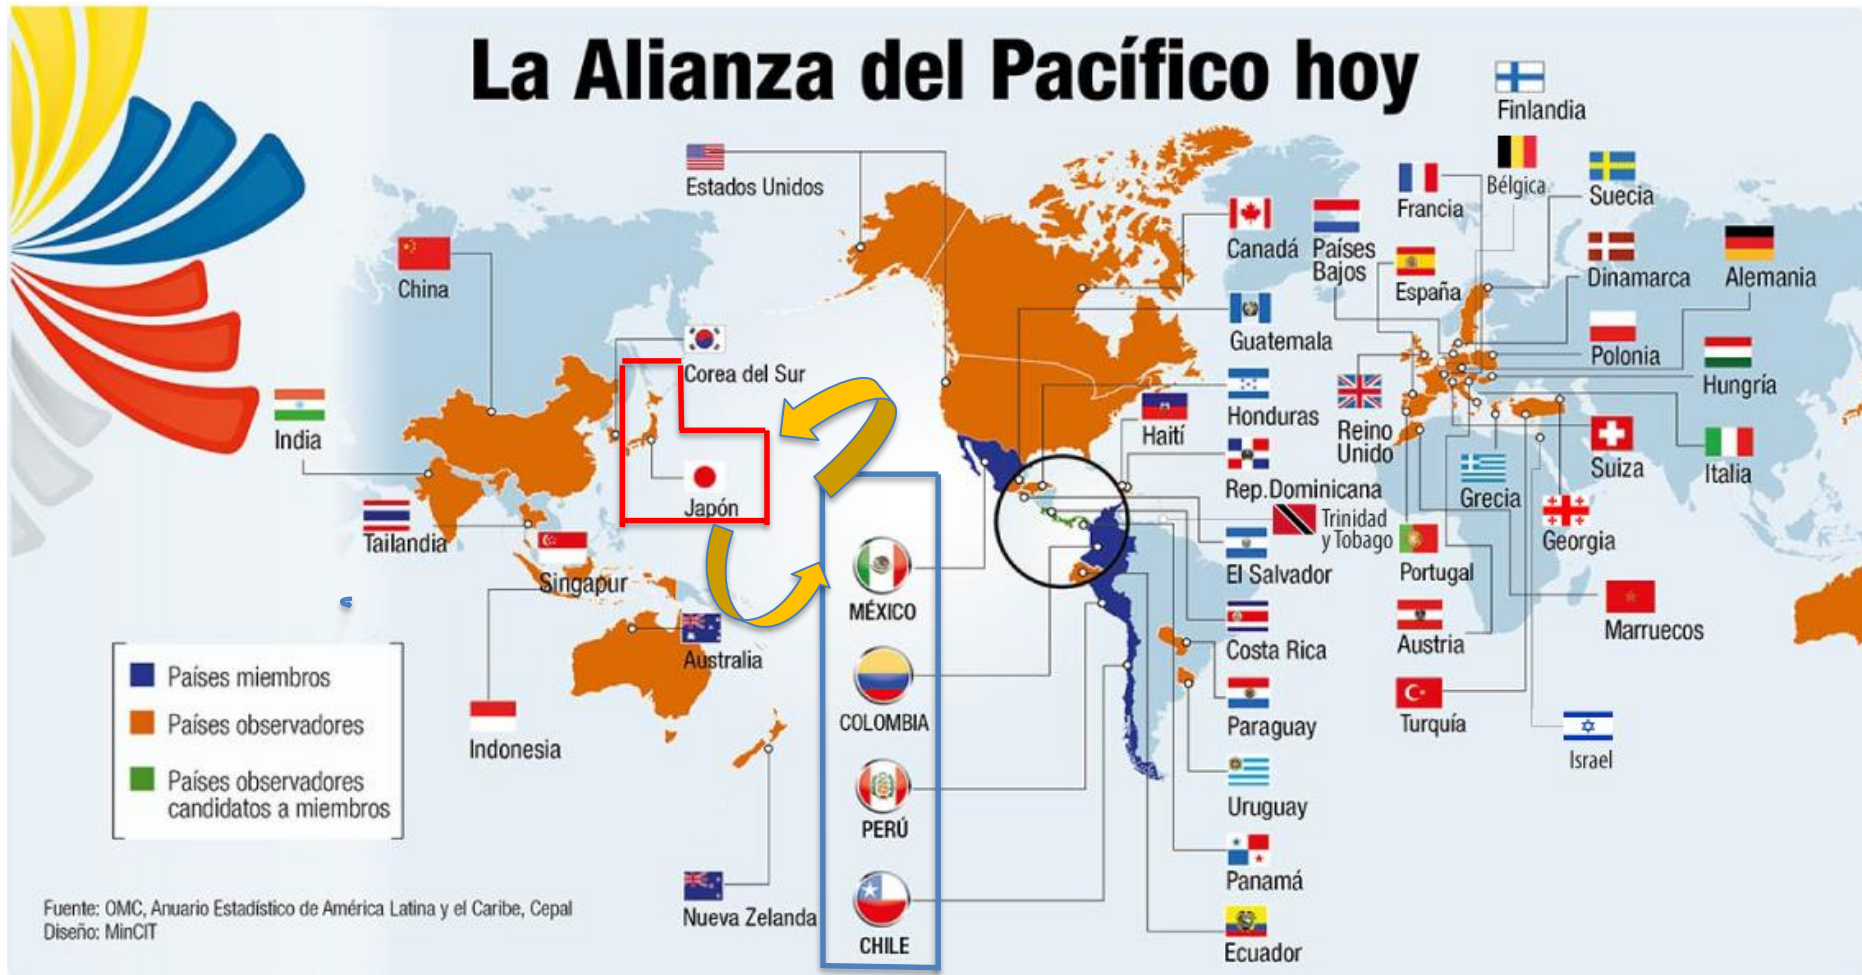 La Alianza del Pacífico hoy
Finlandia
Estados Unidos
Francia
Bélgica
Suecia
China
Canadá
Países
Bajos
España
Dinamarca
Alemania
Corea del Sur
Guatemala
Polonia
Hungría
India
Honduras
Haití
Reino
Unido
Suiza
Italia
Japón
Rep.Dominicana
Grecia
Tailandia
Trinidad
y Tobago
Georgia
Singapur
El Salvador
Portugal
MÉXICO
Australia
Costa Rica
Austria
Marruecos
Países miembros
Países observadores
Países observadores
candidatos a miembros
Indonesia
COLOMBIA
Paraguay
Turquía
Israel
PERÚ
Uruguay
Panamá
Nueva Zelanda
CHILE
Ecuador
Fuente: OMC, Anuario Estadístico de América Latina y el Caribe, Cepal
Diseño: MinCIT